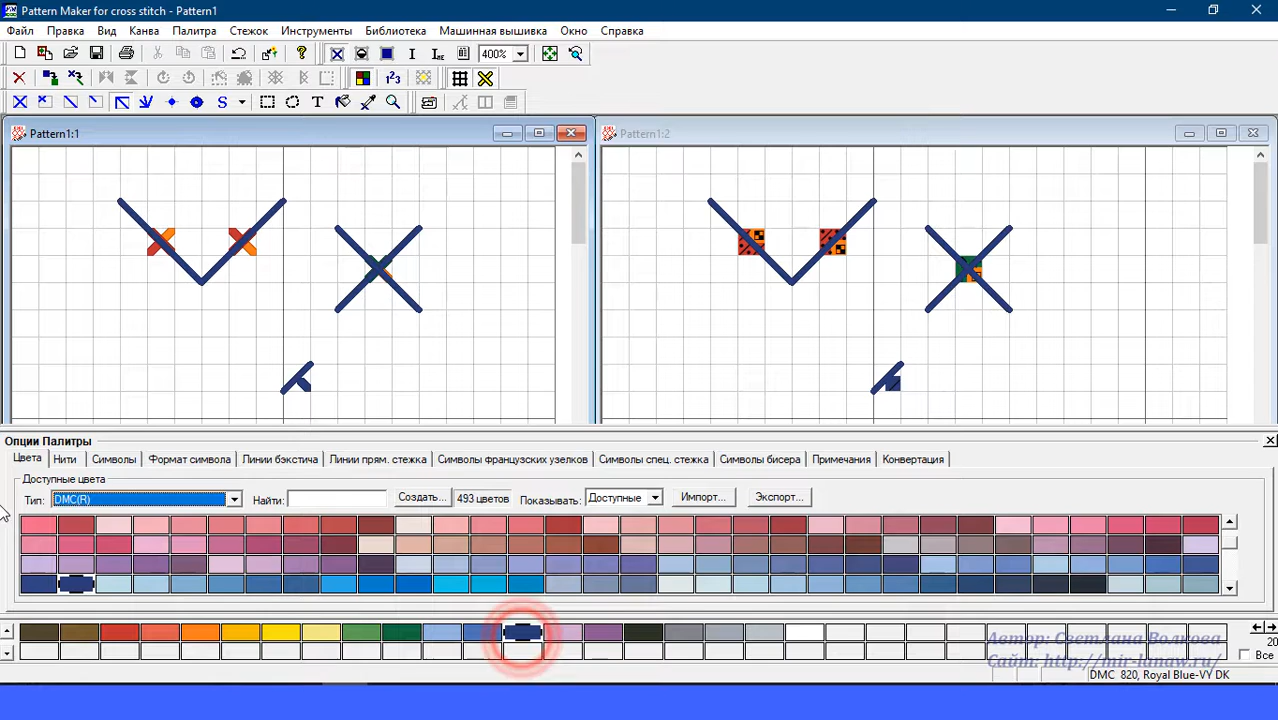 Pattern Maker for cross stitch - Pattern1
Файл Правка Вид Канва Палитра Стежок Инструменты Библиотека Машинная вышивка Окно Справка
400%
Pattern1:1
Pattern1:2
Опции Палитры
Цвета Нити Символы Формат символа Линии бэкстича Линии прям. стежка Символы французских узелков Символы спец. стежка Символы бисера Примечания Конвертация
Доступные цвета
Тип: DMC(R) Найти: Создать... 493 цветов Показывать: Доступные Импорт... Экспорт...
Автор: Светлана Волкова
20
Сайт: http://mir-lanaw.ru/
Все
DMC 820, Royal Blue-VY DK